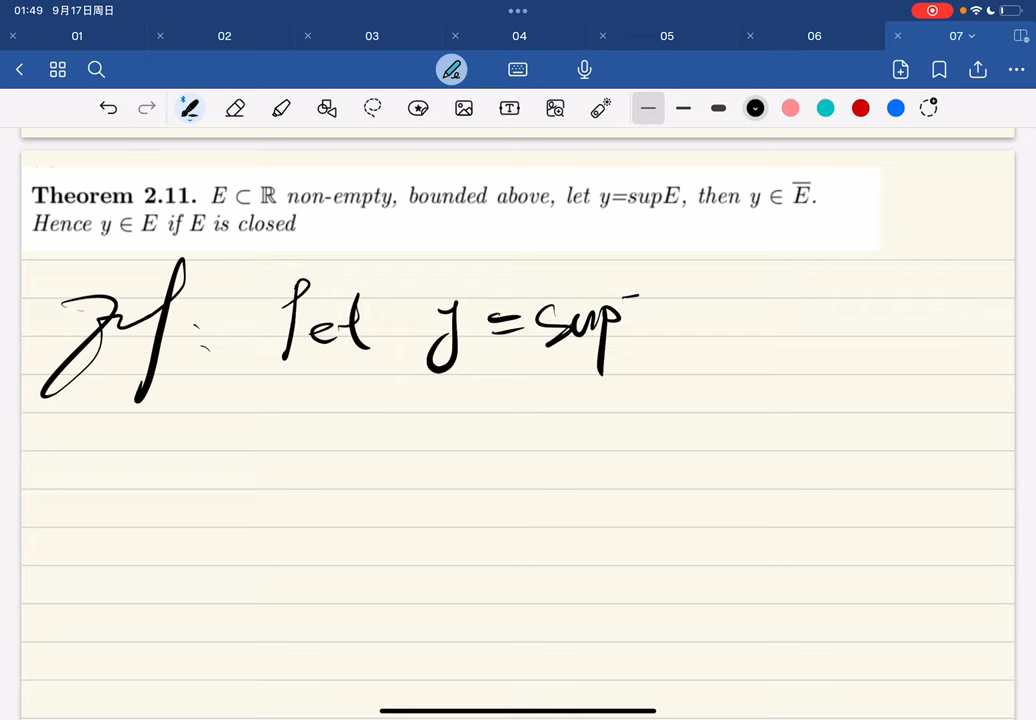 01:49 9月17日周日
01 02 03 04 05 06 07
Theorem 2.11. E ⊂ ℝ non-empty, bounded above, let y=supE, then y ∈ E̅.
Hence y ∈ E if E is closed
let y = sup